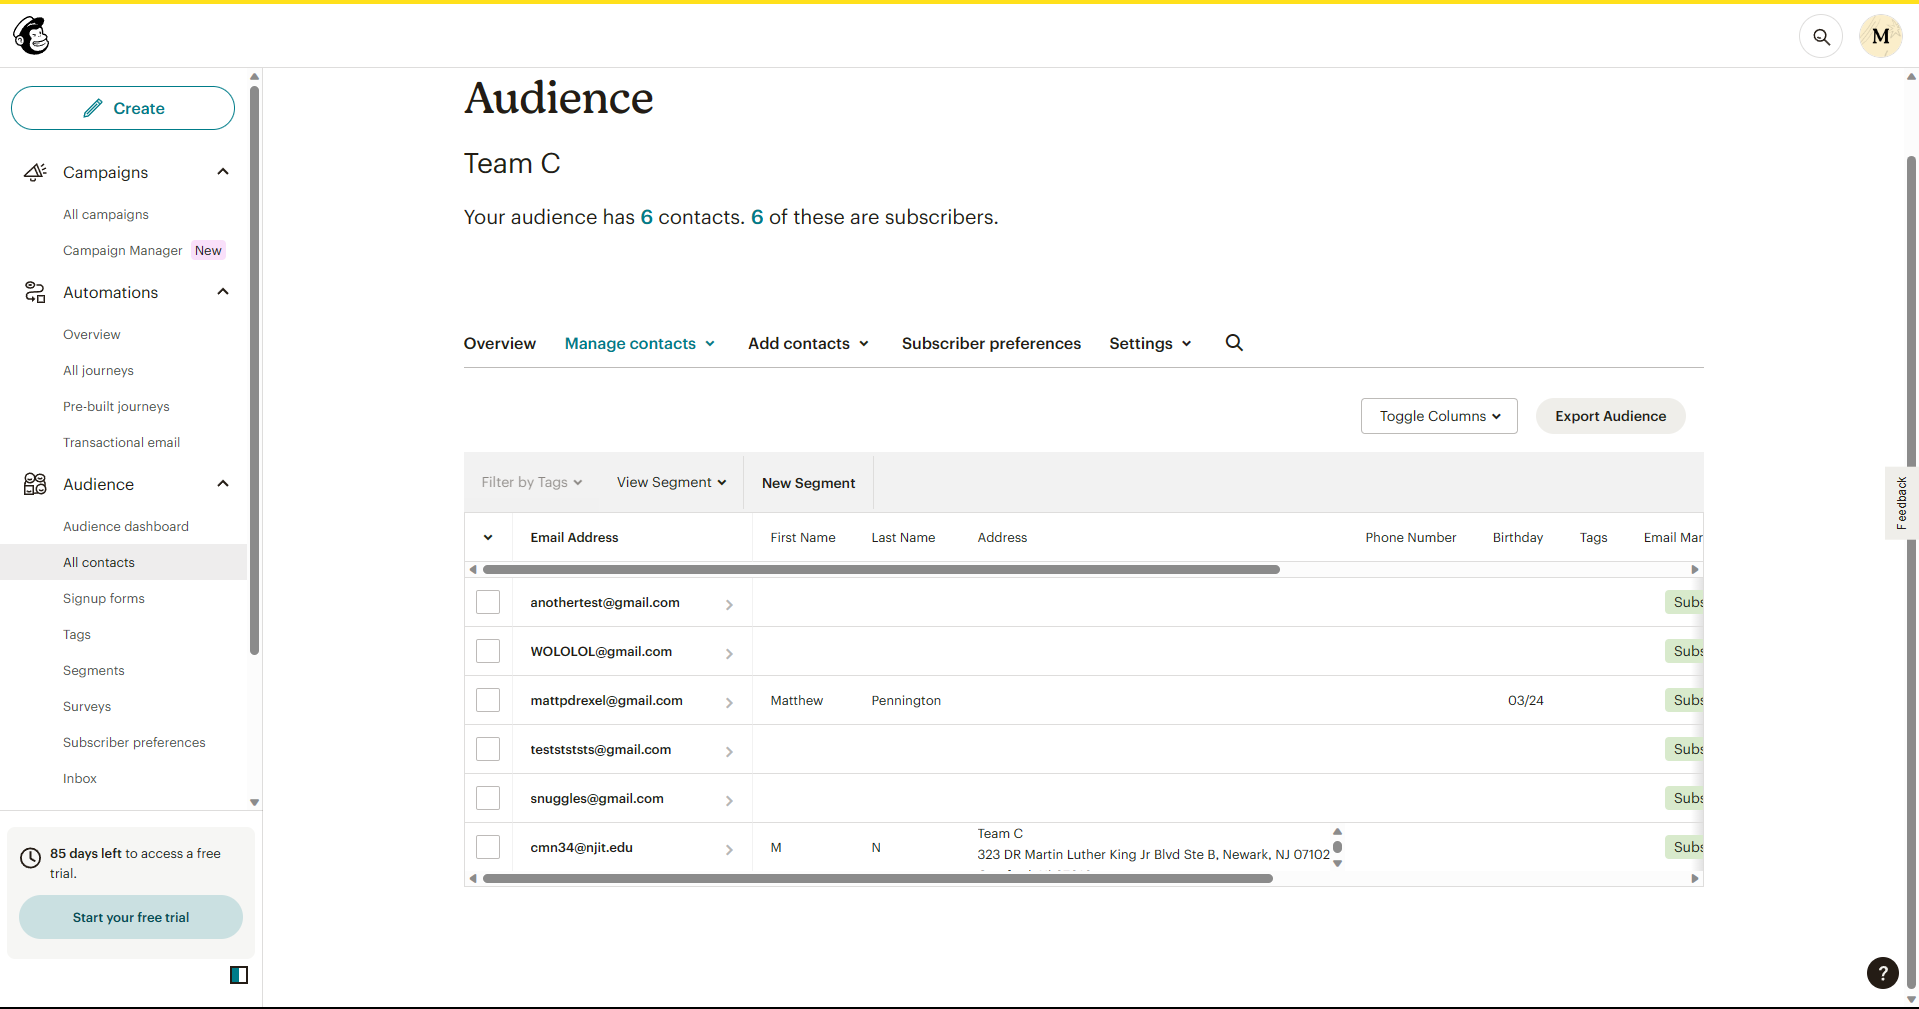 M
Create
Campaigns
All campaigns
Campaign Manager New
Automations
Overview
All journeys
Pre-built journeys
Transactional email
Audience
Audience dashboard
All contacts
Signup forms
Tags
Segments
Surveys
Subscriber preferences
Inbox
85 days left to access a free
trial.
Start your free trial
Audience
Team C
Your audience has 6 contacts. 6 of these are subscribers.
Overview Manage contacts Add contacts Subscriber preferences Settings
Toggle Columns Export Audience
Filter by Tags View Segment New Segment
Email Address First Name Last Name Address Phone Number Birthday Tags Email Mar
anothertest@gmail.com Subs
WOLOLOL@gmail.com Subs
mattpdrexel@gmail.com Matthew Pennington 03/24 Subs
teststststs@gmail.com Subs
snuggles@gmail.com Subs
cmn34@njit.edu M N Team C Subs
323 DR Martin Luther King Jr Blvd Ste B, Newark, NJ 07102
Feedback
?